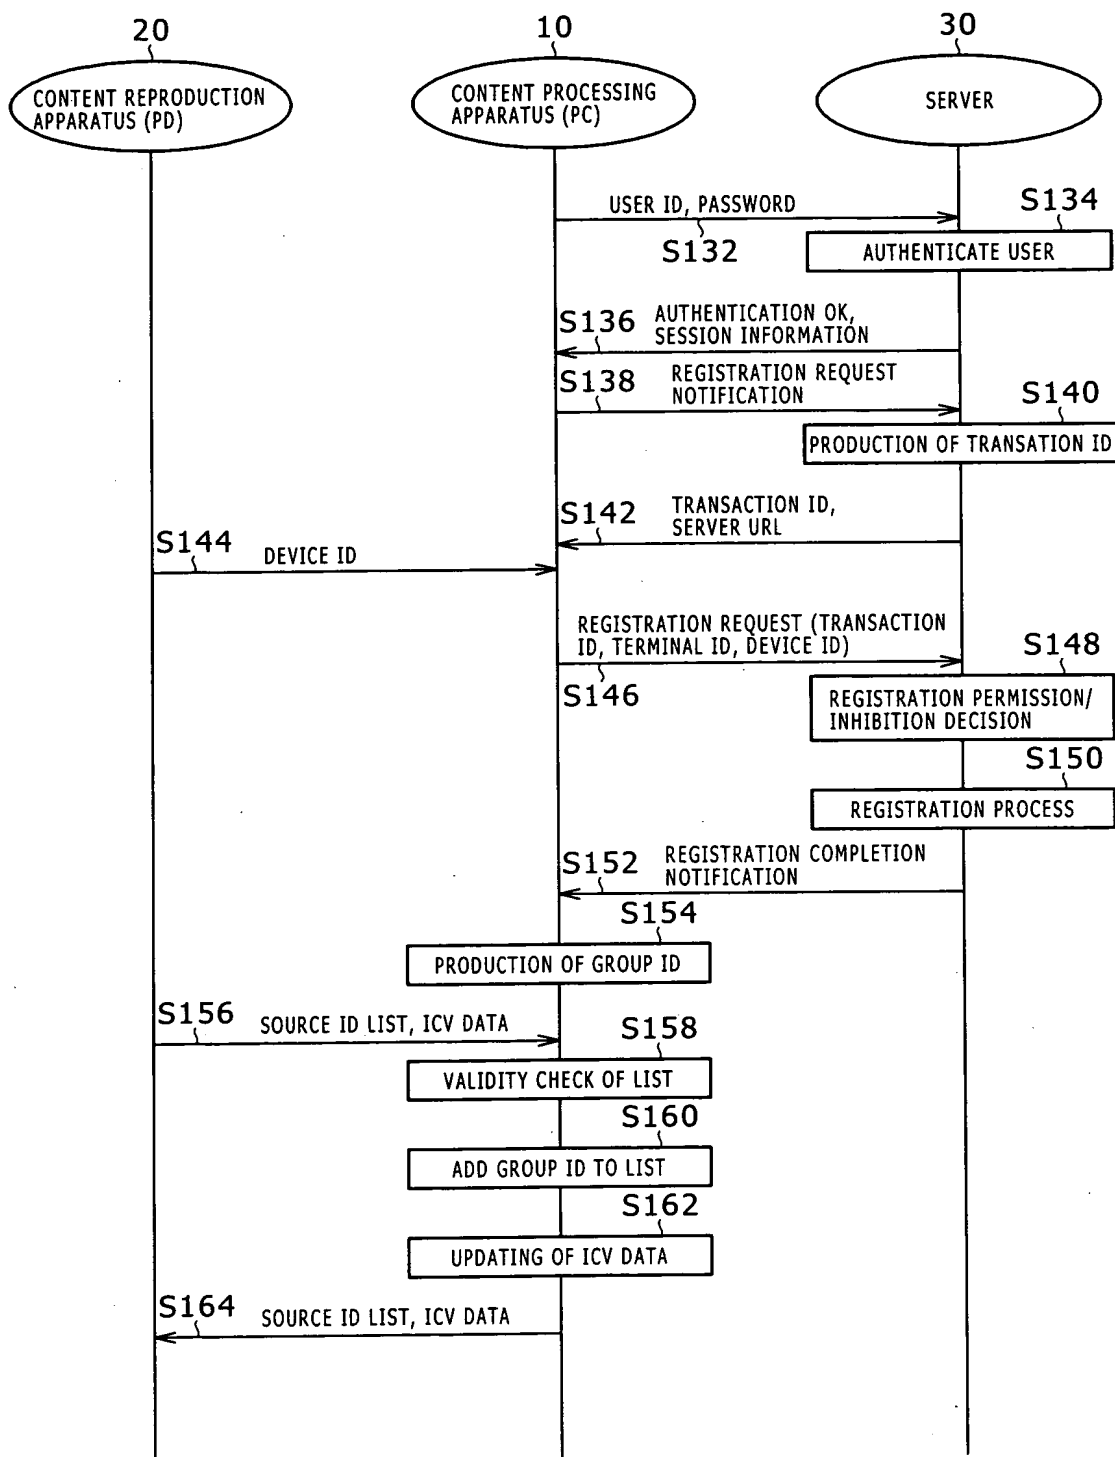 20
10
30
CONTENT REPRODUCTION
APPARATUS (PD)
CONTENT PROCESSING
APPARATUS (PC)
SERVER
USER ID, PASSWORD
S132
S134
AUTHENTICATE USER
S136
AUTHENTICATION OK,
SESSION INFORMATION
S138
REGISTRATION REQUEST
NOTIFICATION
S140
PRODUCTION OF TRANSATION ID
S142
TRANSACTION ID,
SERVER URL
S144
DEVICE ID
REGISTRATION REQUEST (TRANSACTION
ID, TERMINAL ID, DEVICE ID)
S146
S148
REGISTRATION PERMISSION/
INHIBITION DECISION
S150
REGISTRATION PROCESS
S152
REGISTRATION COMPLETION
NOTIFICATION
S154
PRODUCTION OF GROUP ID
S156
SOURCE ID LIST, ICV DATA
S158
VALIDITY CHECK OF LIST
S160
ADD GROUP ID TO LIST
S162
UPDATING OF ICV DATA
S164
SOURCE ID LIST, ICV DATA